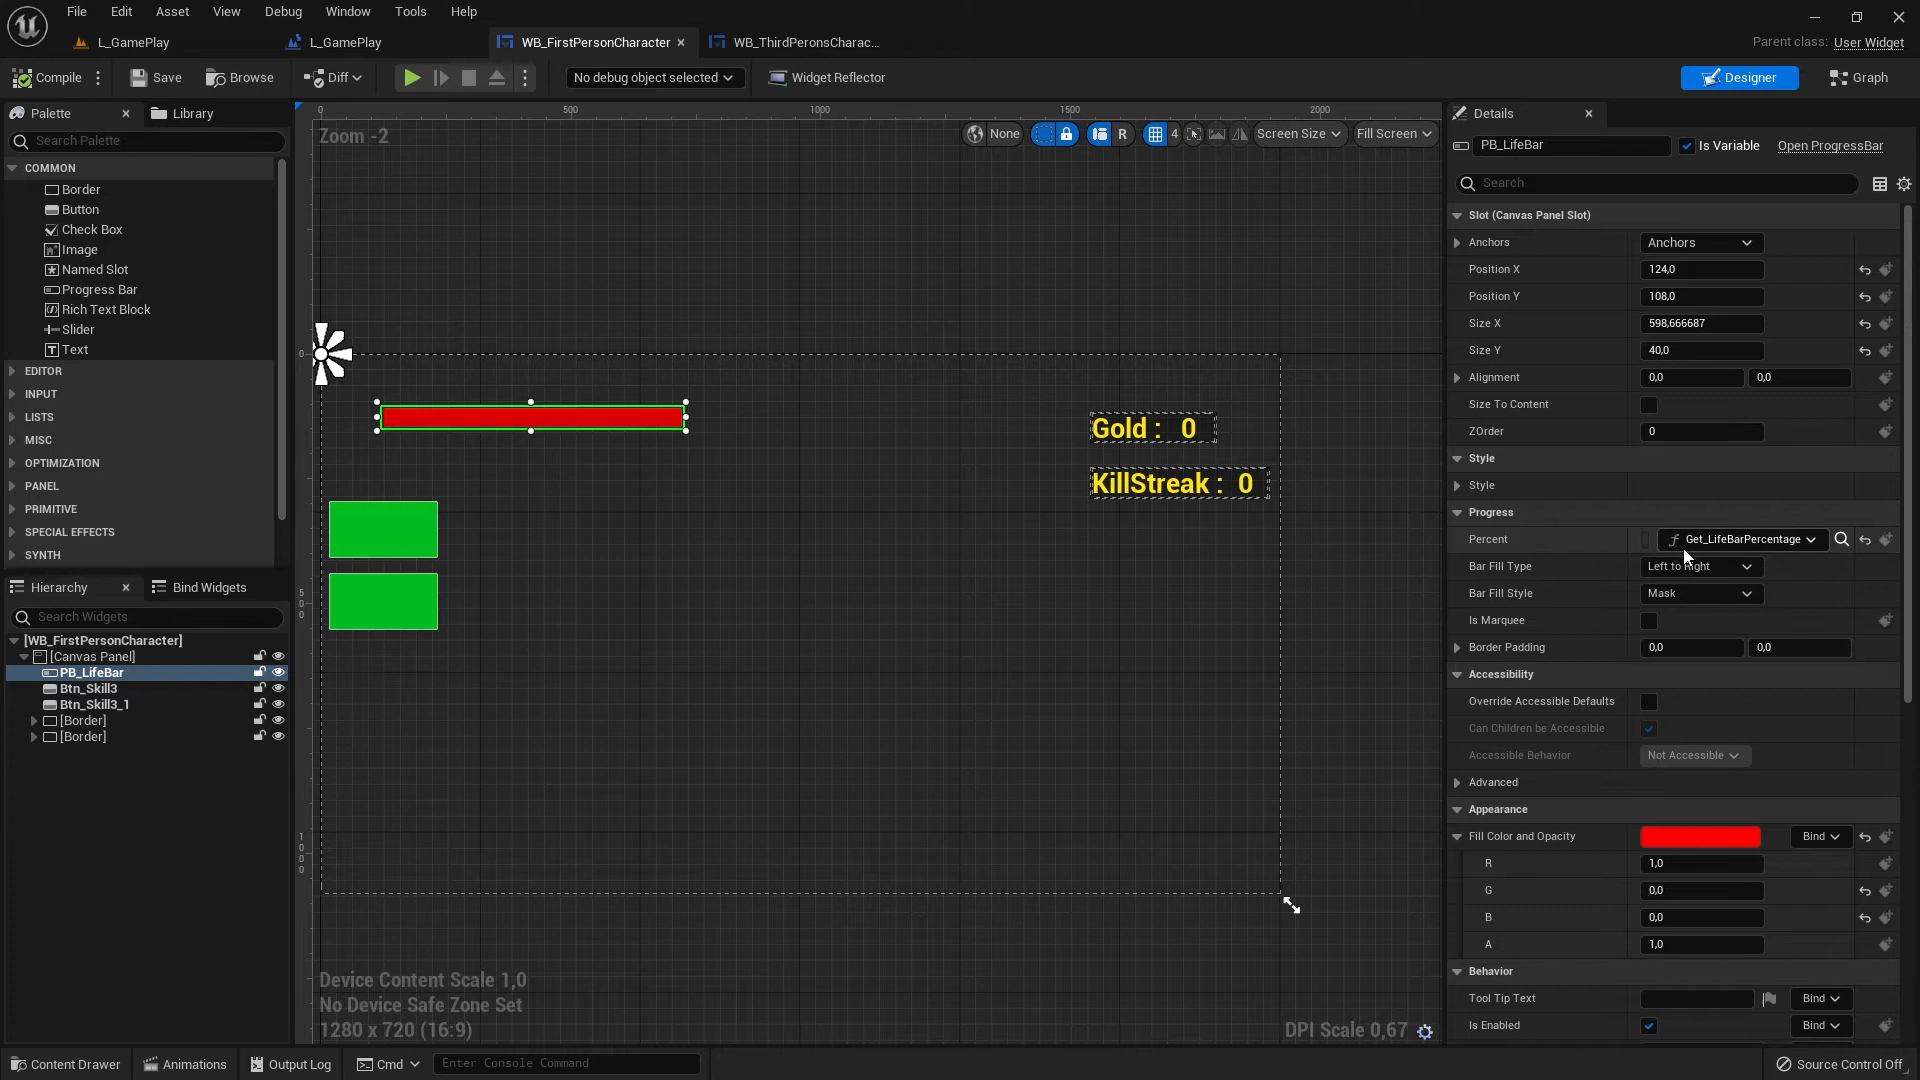 File Edit Asset View Debug Window Tools Help
L_GamePlay L_GamePlay WB_FirstPersonCharacter WB_ThirdPeronsCharac...
Parent class: User Widget
Compile Save Browse Diff No debug object selected Widget Reflector Designer Graph
Palette Library
Search Palette
COMMON
Border
Button
Check Box
Image
Named Slot
Progress Bar
Rich Text Block
Slider
Text
EDITOR
INPUT
LISTS
MISC
OPTIMIZATION
PANEL
PRIMITIVE
SPECIAL EFFECTS
SYNTH
Hierarchy Bind Widgets
Search Widgets
[WB_FirstPersonCharacter]
[Canvas Panel]
PB_LifeBar
Btn_Skill3
Btn_Skill3_1
[Border]
[Border]
0 500 1000 1500 2000
Zoom -2
None R 4 Screen Size Fill Screen
0
500
1000
Gold : 0
KillStreak : 0
Device Content Scale 1,0
No Device Safe Zone Set
1280 x 720 (16:9)
DPI Scale 0,67
Details
PB_LifeBar Is Variable Open ProgressBar
Search
Slot (Canvas Panel Slot)
Anchors Anchors
Position X 124,0
Position Y 108,0
Size X 598,666687
Size Y 40,0
Alignment 0,0 0,0
Size To Content
ZOrder 0
Style
Style
Progress
Percent Get_LifeBarPercentage
Bar Fill Type Left to Right
Bar Fill Style Mask
Is Marquee
Border Padding 0,0 0,0
Accessibility
Override Accessible Defaults
Can Children be Accessible
Accessible Behavior Not Accessible
Advanced
Appearance
Fill Color and Opacity Bind
R 1,0
G 0,0
B 0,0
A 1,0
Behavior
Tool Tip Text Bind
Is Enabled Bind
Content Drawer Animations Output Log Cmd Enter Console Command Source Control Off